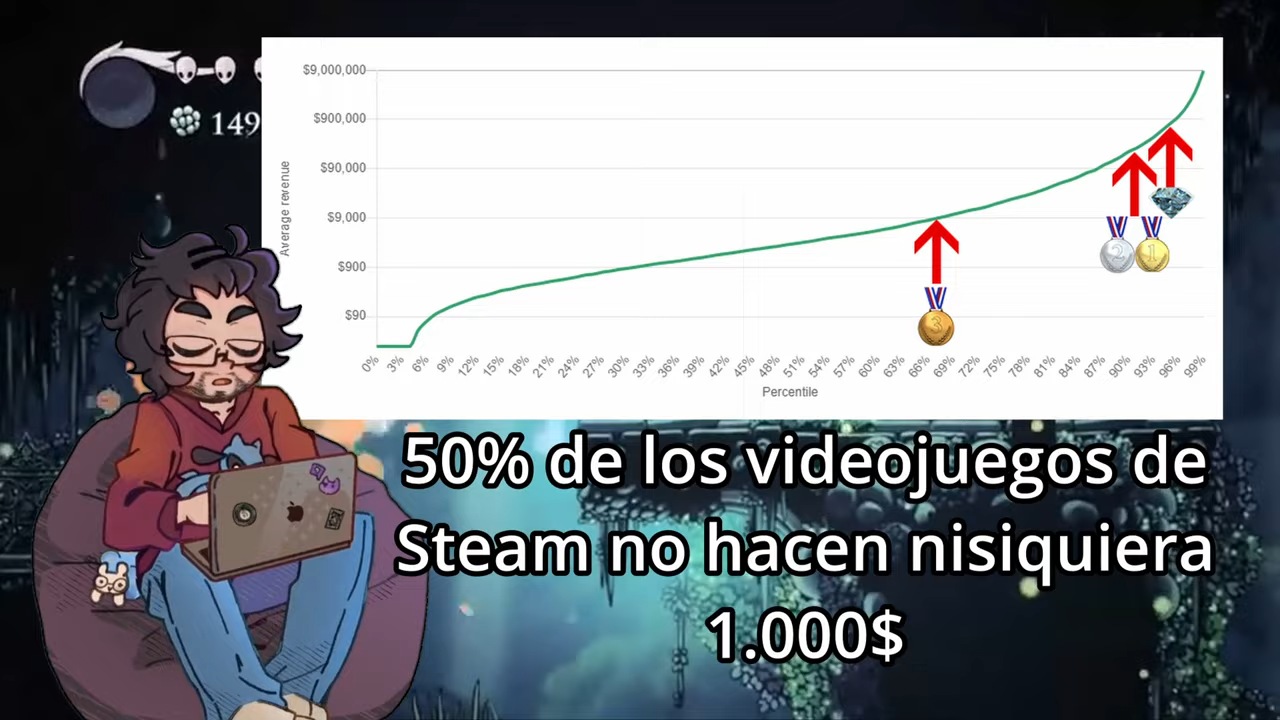 149
$9,000,000
$900,000
$90,000
$9,000
$900
$90
Average revenue
0% 3% 6% 9% 12% 15% 18% 21% 24% 27% 30% 33% 36% 39% 42% 45% 48% 51% 54% 57% 60% 63% 66% 69% 72% 75% 78% 81% 84% 87% 90% 93% 96% 99%
Percentile
3
2
1
50% de los videojuegos de
Steam no hacen nisiquiera
1.000$